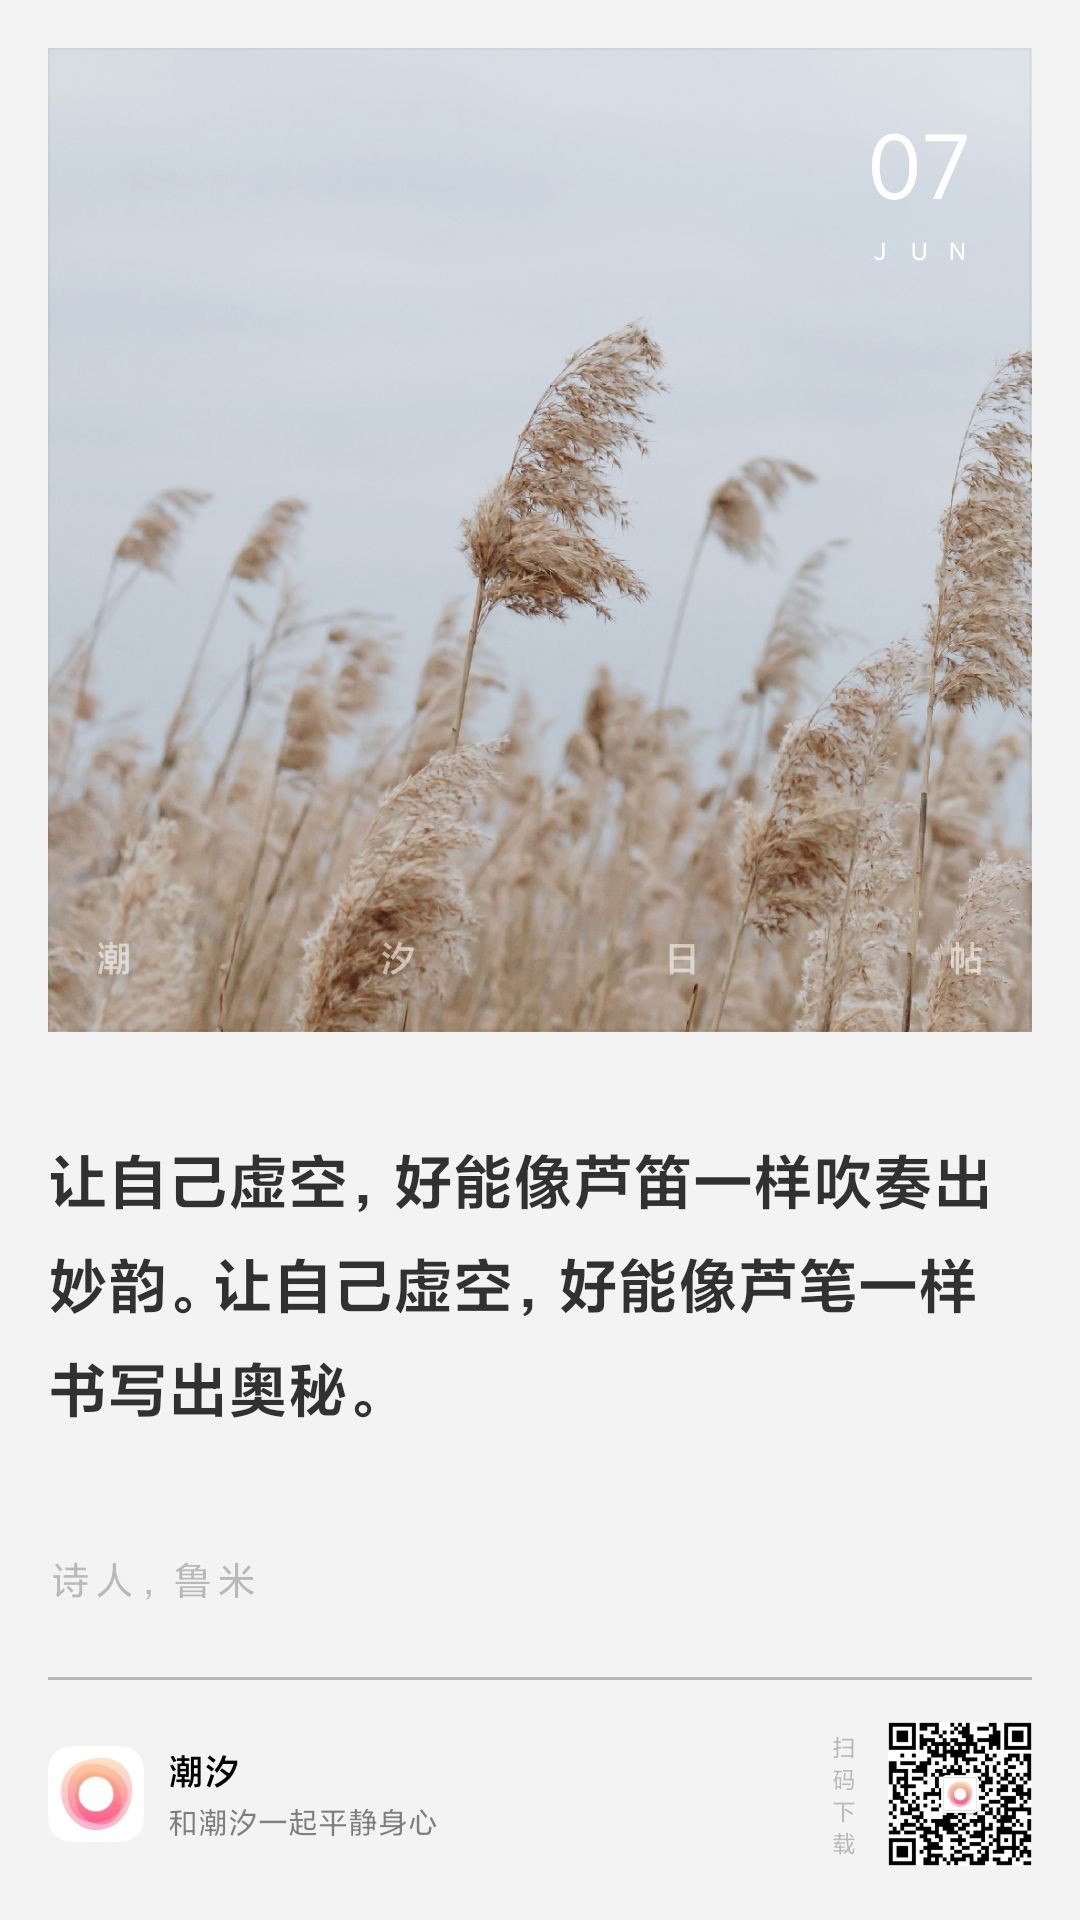 07
JUN
潮汐日帖
让自己虚空，好能像芦笛一样吹奏出
妙韵。让自己虚空，好能像芦笔一样
书写出奥秘。
诗人，鲁米
潮汐
和潮汐一起平静身心
扫码下载